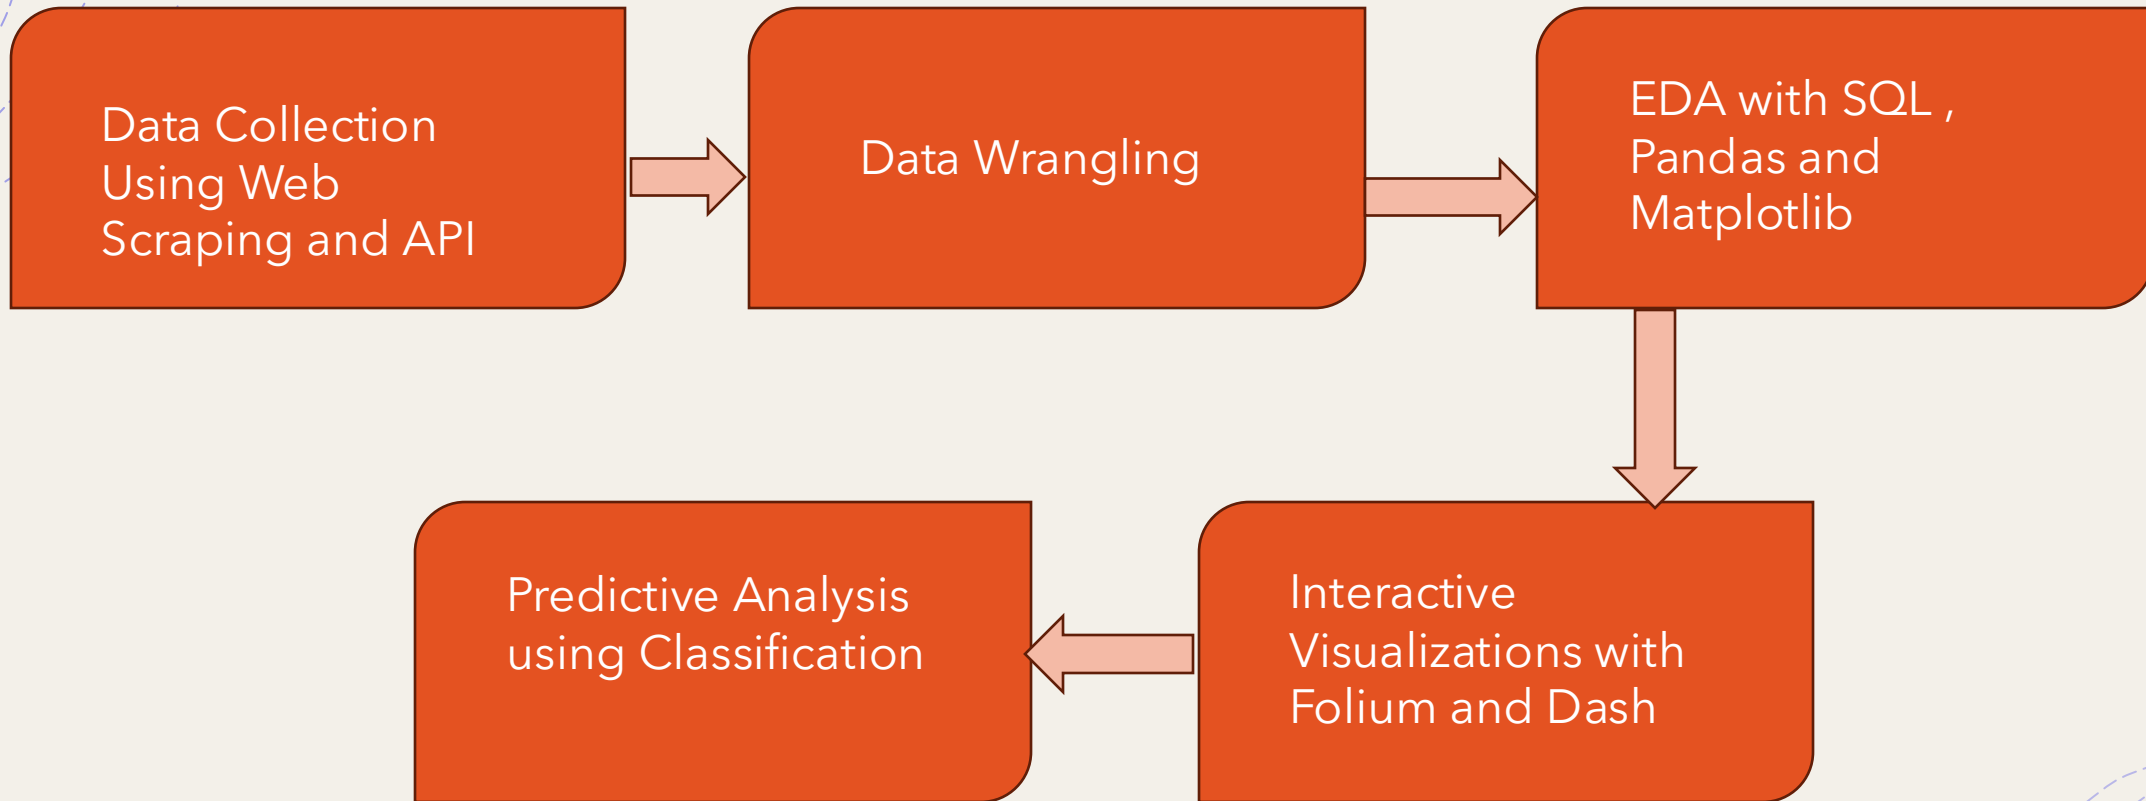 Data Collection
Using Web
Scraping and API
Data Wrangling
EDA with SQL ,
Pandas and
Matplotlib
Interactive
Visualizations with
Folium and Dash
Predictive Analysis
using Classification